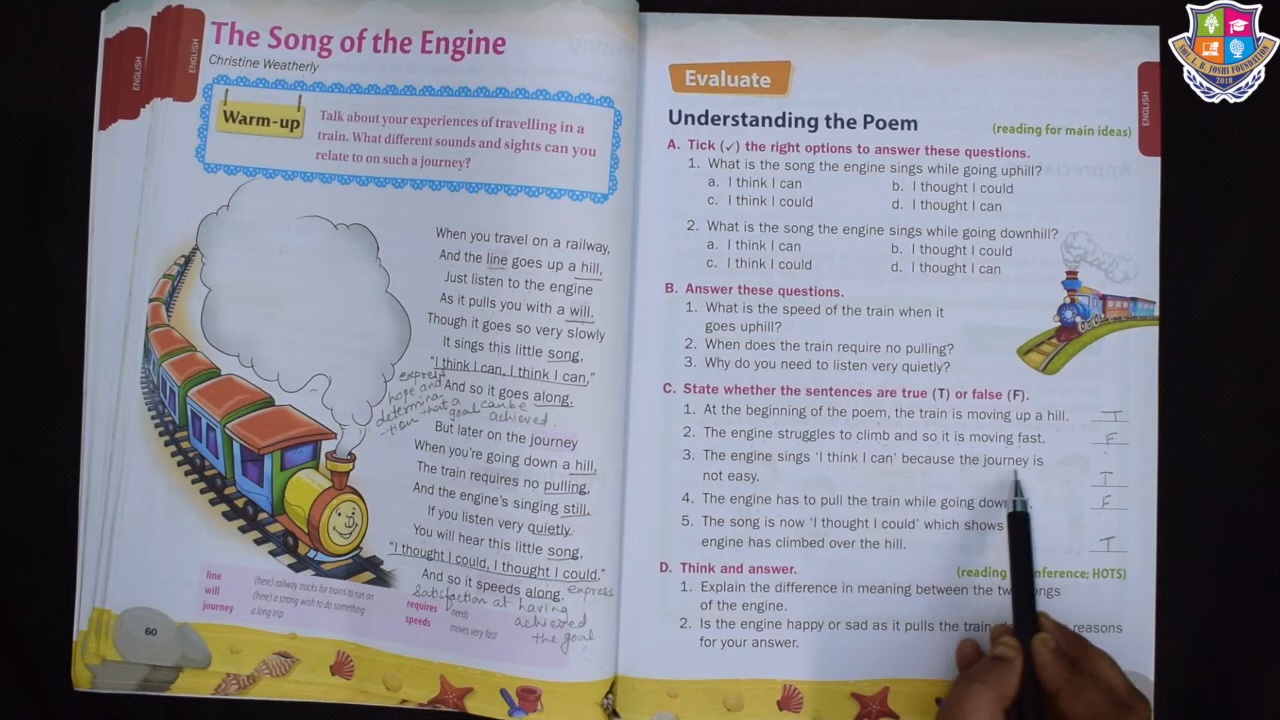 ENGLISH
ENGLISH
The Song of the Engine
Christine Weatherly
Warm-up
Talk about your experiences of travelling in a
train. What different sounds and sights can you
relate to on such a journey?
When you travel on a railway,
And the line goes up a hill,
Just listen to the engine
As it pulls you with a will.
Though it goes so very slowly
It sings this little song,
"I think I can, I think I can,"
And so it goes along.
express
hope and
determina
-tion that a
goal can be
achieved.
But later on the journey
When you're going down a hill,
The train requires no pulling,
And the engine's singing still,
If you listen very quietly
You will hear this little song,
"I thought I could, I thought I could,"
And so it speeds along.
express
satisfaction at having
achieved
the goal.
line (here) railway tracks for trains to run on
will (here) a strong wish to do something
journey a long trip
requires needs
speeds moves very fast
60
Evaluate
ENGLISH
Understanding the Poem
(reading for main ideas)
A. Tick (✓) the right options to answer these questions.
1. What is the song the engine sings while going uphill?
a. I think I can b. I thought I could
c. I think I could d. I thought I can
2. What is the song the engine sings while going downhill?
a. I think I can b. I thought I could
c. I think I could d. I thought I can
B. Answer these questions.
1. What is the speed of the train when it
goes uphill?
2. When does the train require no pulling?
3. Why do you need to listen very quietly?
C. State whether the sentences are true (T) or false (F).
1. At the beginning of the poem, the train is moving up a hill. T
2. The engine struggles to climb and so it is moving fast. F
3. The engine sings 'I think I can' because the journey is
not easy. T
4. The engine has to pull the train while going dow F
5. The song is now 'I thought I could' which shows
engine has climbed over the hill. T
D. Think and answer.
(reading inference; HOTS)
1. Explain the difference in meaning between the tw ongs
of the engine.
2. Is the engine happy or sad as it pulls the train reasons
for your answer.
SMT. L. B. JOSHI FOUNDATION
2018